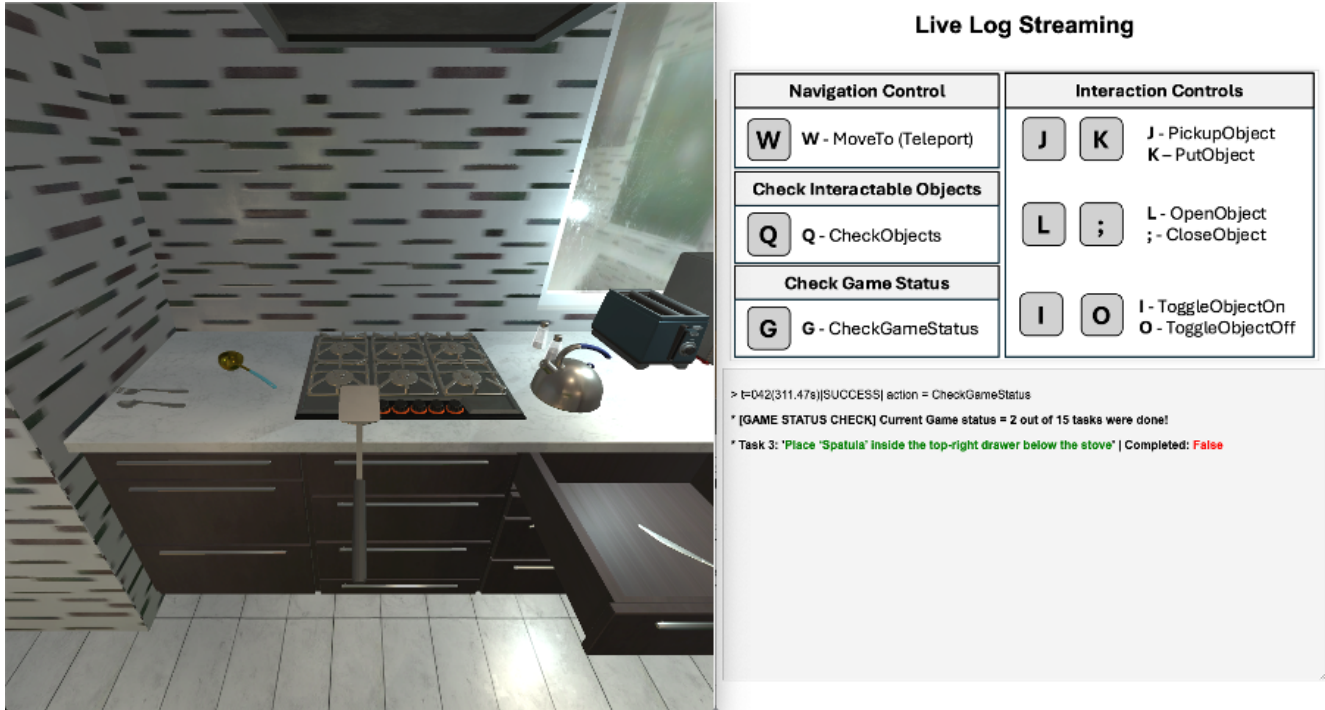 Live Log Streaming
Navigation Control
W W - MoveTo (Teleport)
Check Interactable Objects
Q Q - CheckObjects
Check Game Status
G G - CheckGameStatus
Interaction Controls
J K J - PickupObject
K – PutObject
L ; L - OpenObject
; - CloseObject
I O I - ToggleObjectOn
O - ToggleObjectOff
> t=042(311.47s)|SUCCESS| action = CheckGameStatus
* [GAME STATUS CHECK] Current Game status = 2 out of 15 tasks were done!
* Task 3: "Place 'Spatula' inside the top-right drawer below the stove" | Completed: False